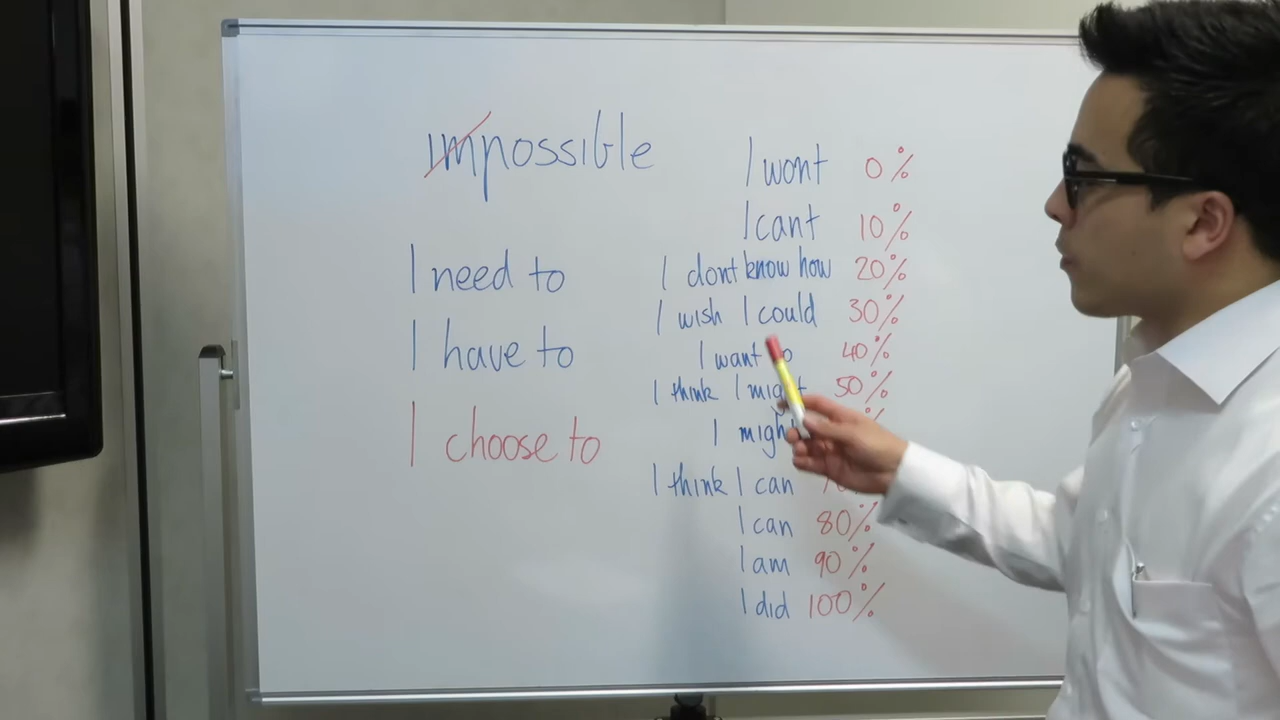 impossible
I need to
I have to
I choose to
I wont 0%
I cant 10%
I dont know how 20%
I wish I could 30%
I want 40%
I think I might 50%
I might %
I think I can
I can 80%
I am 90%
I did 100%